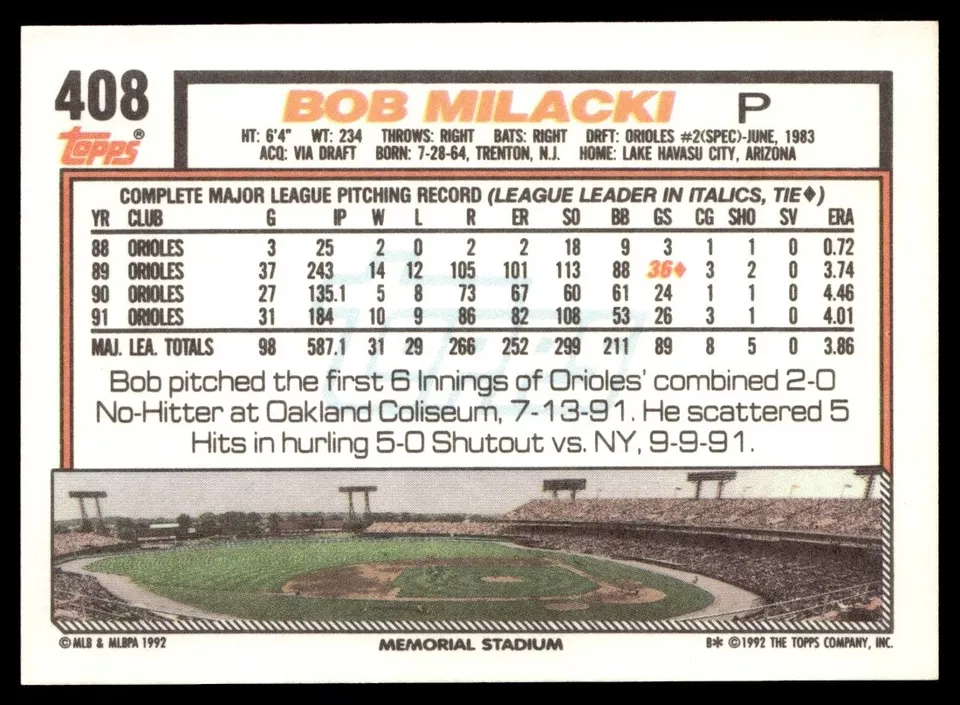 408
BOB MILACKI P
Topps®
HT: 6'4" WT: 234 THROWS: RIGHT BATS: RIGHT DRFT: ORIOLES #2(SPEC)-JUNE, 1983
ACQ: VIA DRAFT BORN: 7-28-64, TRENTON, N.J. HOME: LAKE HAVASU CITY, ARIZONA
COMPLETE MAJOR LEAGUE PITCHING RECORD (LEAGUE LEADER IN ITALICS, TIE♦)
YR CLUB G IP W L R ER SO BB GS CG SHO SV ERA
88 ORIOLES 3 25 2 0 2 2 18 9 3 1 1 0 0.72
89 ORIOLES 37 243 14 12 105 101 113 88 36♦ 3 2 0 3.74
90 ORIOLES 27 135.1 5 8 73 67 60 61 24 1 1 0 4.46
91 ORIOLES 31 184 10 9 86 82 108 53 26 3 1 0 4.01
MAJ. LEA. TOTALS 98 587.1 31 29 266 252 299 211 89 8 5 0 3.86
Bob pitched the first 6 Innings of Orioles' combined 2-0
No-Hitter at Oakland Coliseum, 7-13-91. He scattered 5
Hits in hurling 5-0 Shutout vs. NY, 9-9-91.
©MLB & MLBPA 1992 MEMORIAL STADIUM B* ©1992 THE TOPPS COMPANY, INC.